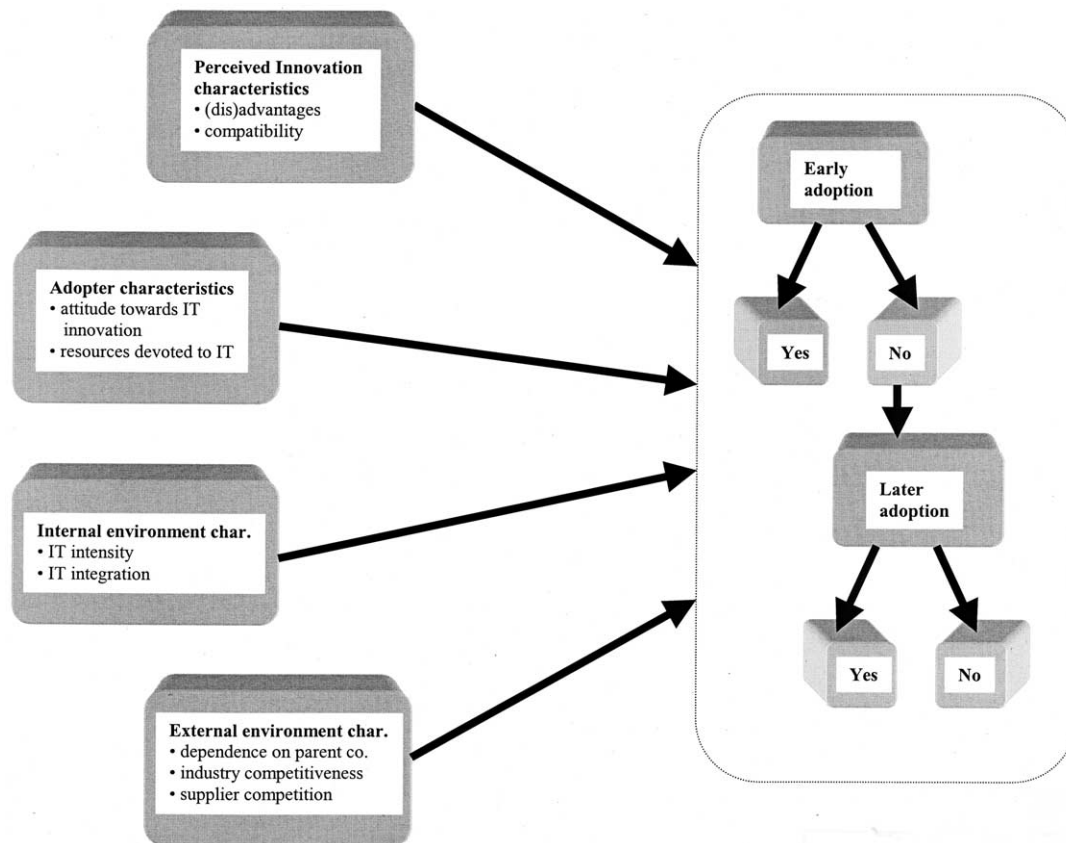 Perceived Innovation
characteristics
• (dis)advantages
• compatibility
Adopter characteristics
• attitude towards IT
innovation
• resources devoted to IT
Internal environment char.
• IT intensity
• IT integration
External environment char.
• dependence on parent co.
• industry competitiveness
• supplier competition
Early
adoption
Yes
No
Later
adoption
Yes
No